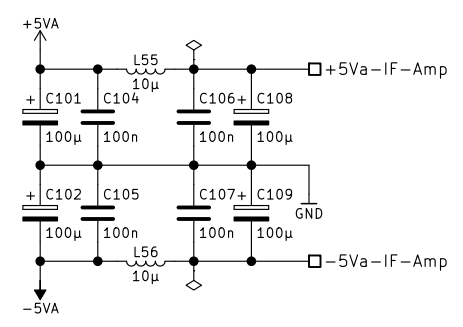 +5VA
L55
10µ
+5Va-IF-Amp
+ C101 C104 C106 + C108
100µ 100n 100n 100µ
+ C102 C105 C107 + C109
100µ 100n 100n 100µ
GND
L56
10µ
-5Va-IF-Amp
-5VA